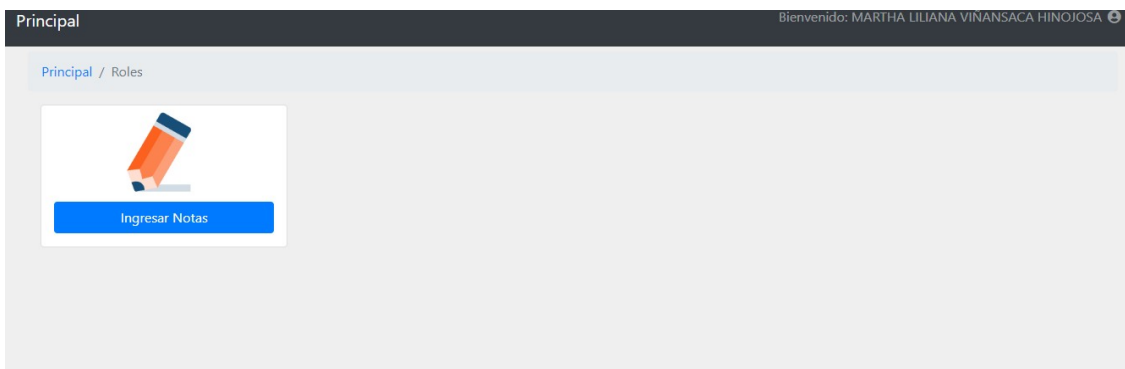 Principal
Bienvenido: MARTHA LILIANA VIÑANSACA HINOJOSA
Principal / Roles
Ingresar Notas